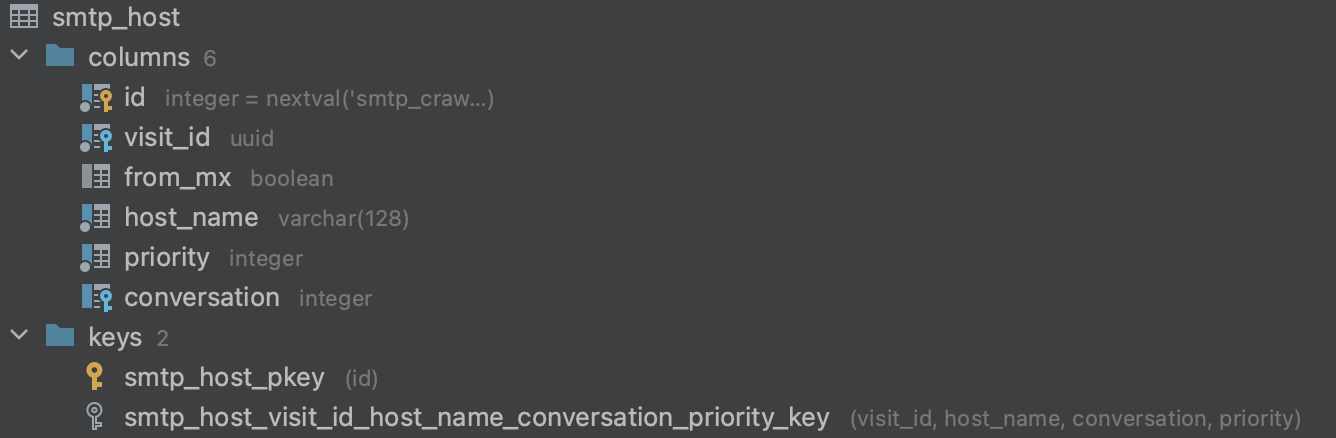 smtp_host
columns 6
id integer = nextval('smtp_craw...)
visit_id uuid
from_mx boolean
host_name varchar(128)
priority integer
conversation integer
keys 2
smtp_host_pkey (id)
smtp_host_visit_id_host_name_conversation_priority_key (visit_id, host_name, conversation, priority)